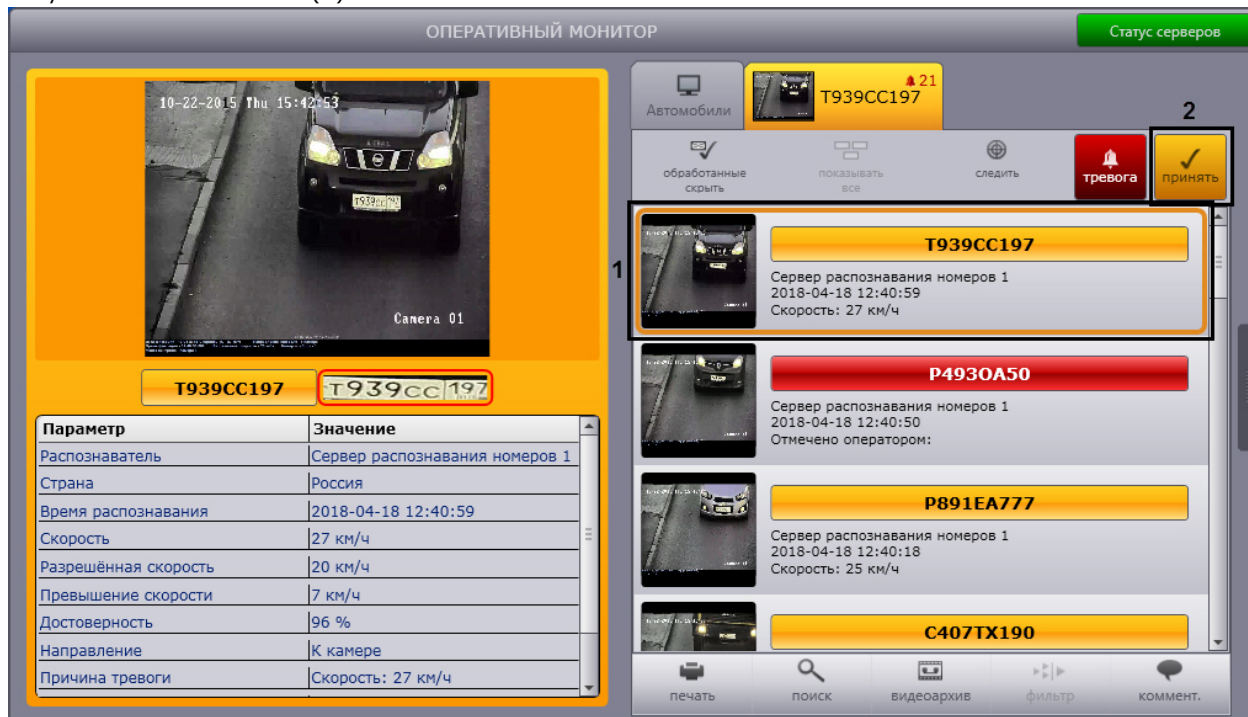 ОПЕРАТИВНЫЙ МОНИТОР
Статус серверов
10-22-2015 Thu 15:42:53
T939CC197
Camera 01
T939CC197
T939CC 197
Параметр Значение
Распознаватель Сервер распознавания номеров 1
Страна Россия
Время распознавания 2018-04-18 12:40:59
Скорость 27 км/ч
Разрешённая скорость 20 км/ч
Превышение скорости 7 км/ч
Достоверность 96 %
Направление К камере
Причина тревоги Скорость: 27 км/ч
Автомобили
21
T939CC197
2
обработанные
скрыть
показывать
все
следить
тревога
принять
1
T939CC197
Сервер распознавания номеров 1
2018-04-18 12:40:59
Скорость: 27 км/ч
P493OA50
Сервер распознавания номеров 1
2018-04-18 12:40:50
Отмечено оператором:
P891EA777
Сервер распознавания номеров 1
2018-04-18 12:40:18
Скорость: 25 км/ч
C407TX190
печать
поиск
видеоархив
фильтр
коммент.